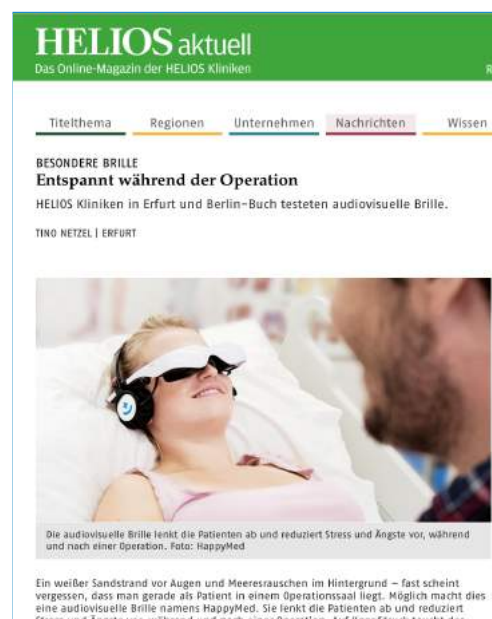 HELIOS aktuell
Das Online-Magazin der HELIOS Kliniken
R
Titelthema Regionen Unternehmen Nachrichten Wissen
BESONDERE BRILLE
Entspannt während der Operation
HELIOS Kliniken in Erfurt und Berlin-Buch testeten audiovisuelle Brille.
TINO NETZEL | ERFURT
Die audiovisuelle Brille lenkt die Patienten ab und reduziert Stress und Ängste vor, während
und nach einer Operation. Foto: HappyMed
Ein weißer Sandstrand vor Augen und Meeresrauschen im Hintergrund – fast scheint
vergessen, dass man gerade als Patient in einem Operationssaal liegt. Möglich macht dies
eine audiovisuelle Brille namens HappyMed. Sie lenkt die Patienten ab und reduziert